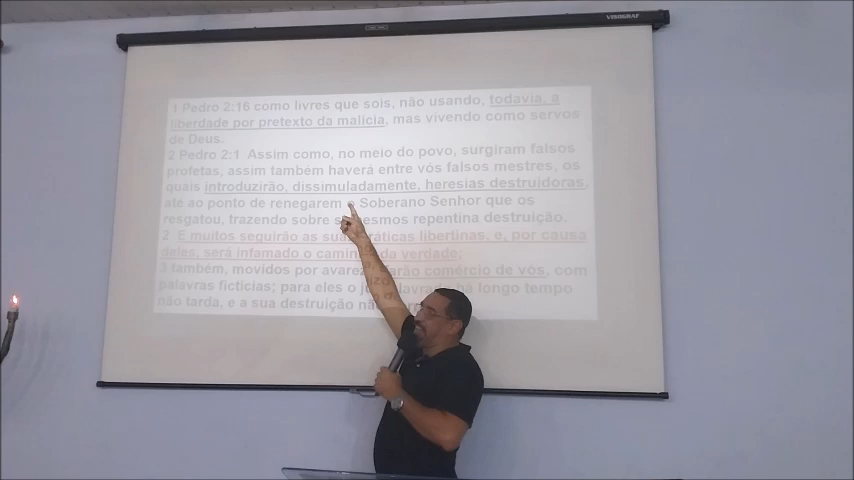 VISOGRAF
1 Pedro 2:16 como livres que sois, não usando, todavia, a
liberdade por pretexto da malícia, mas vivendo como servos
de Deus.
2 Pedro 2:1 Assim como, no meio do povo, surgiram falsos
profetas, assim também haverá entre vós falsos mestres, os
quais introduzirão, dissimuladamente, heresias destruidoras,
até ao ponto de renegarem o Soberano Senhor que os
resgatou, trazendo sobre si mesmos repentina destruição.
2 E muitos seguirão as suas práticas libertinas, e, por causa
deles, será infamado o caminho da verdade;
3 também, movidos por avareza, farão comércio de vós, com
palavras fictícias; para eles o juízo lavrado há longo tempo
não tarda, e a sua destruição não